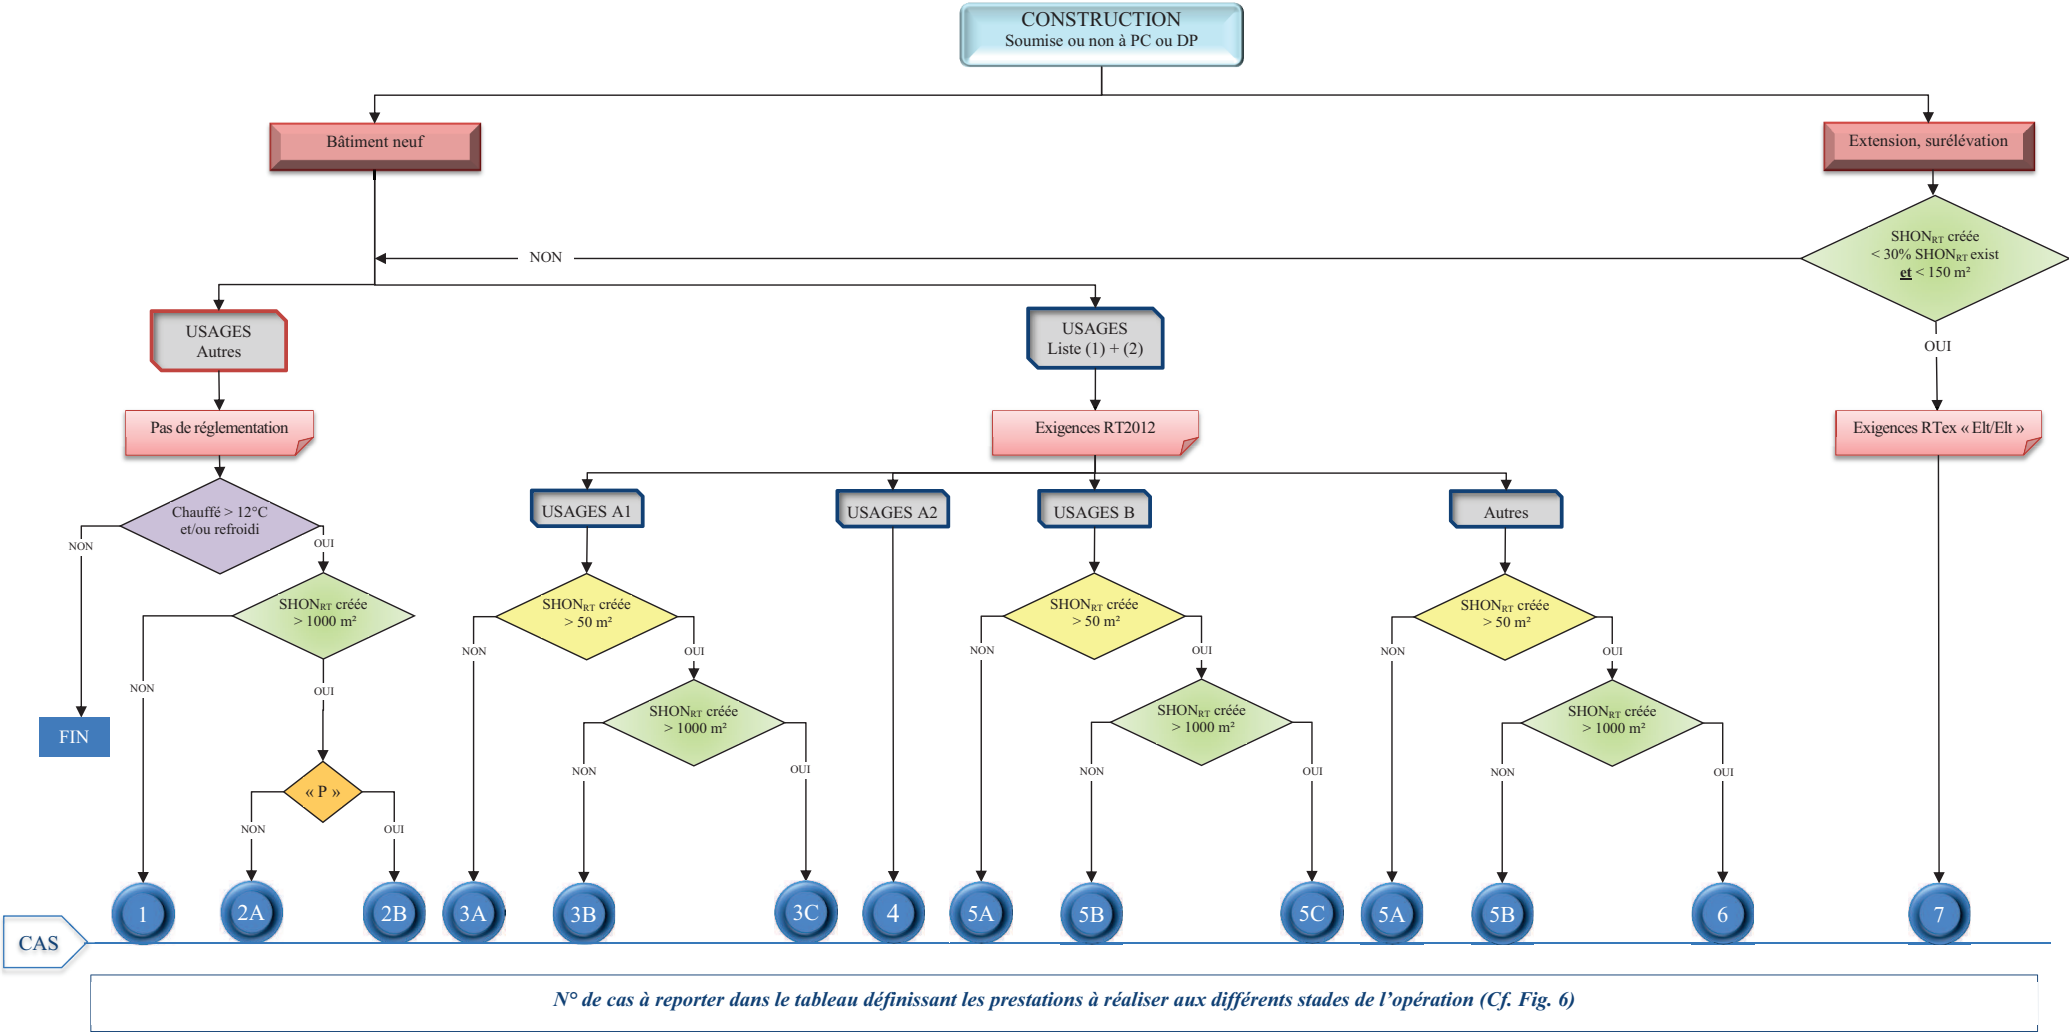 CONSTRUCTION
Soumise ou non à PC ou DP
Bâtiment neuf
Extension, surélévation
SHONRT créée
< 30% SHONRT exist
et < 150 m²
NON
OUI
USAGES
Autres
USAGES
Liste (1) + (2)
Pas de réglementation
Exigences RT2012
Exigences RTex « Elt/Elt »
Chauffé > 12°C
et/ou refroidi
NON
OUI
USAGES A1
USAGES A2
USAGES B
Autres
SHONRT créée
> 1000 m²
NON
OUI
SHONRT créée
> 50 m²
NON
OUI
SHONRT créée
> 50 m²
NON
OUI
SHONRT créée
> 50 m²
NON
OUI
FIN
SHONRT créée
> 1000 m²
NON
OUI
SHONRT créée
> 1000 m²
NON
OUI
SHONRT créée
> 1000 m²
NON
OUI
« P »
NON
OUI
CAS
1
2A
2B
3A
3B
3C
4
5A
5B
5C
5A
5B
6
7
N° de cas à reporter dans le tableau définissant les prestations à réaliser aux différents stades de l’opération (Cf. Fig. 6)